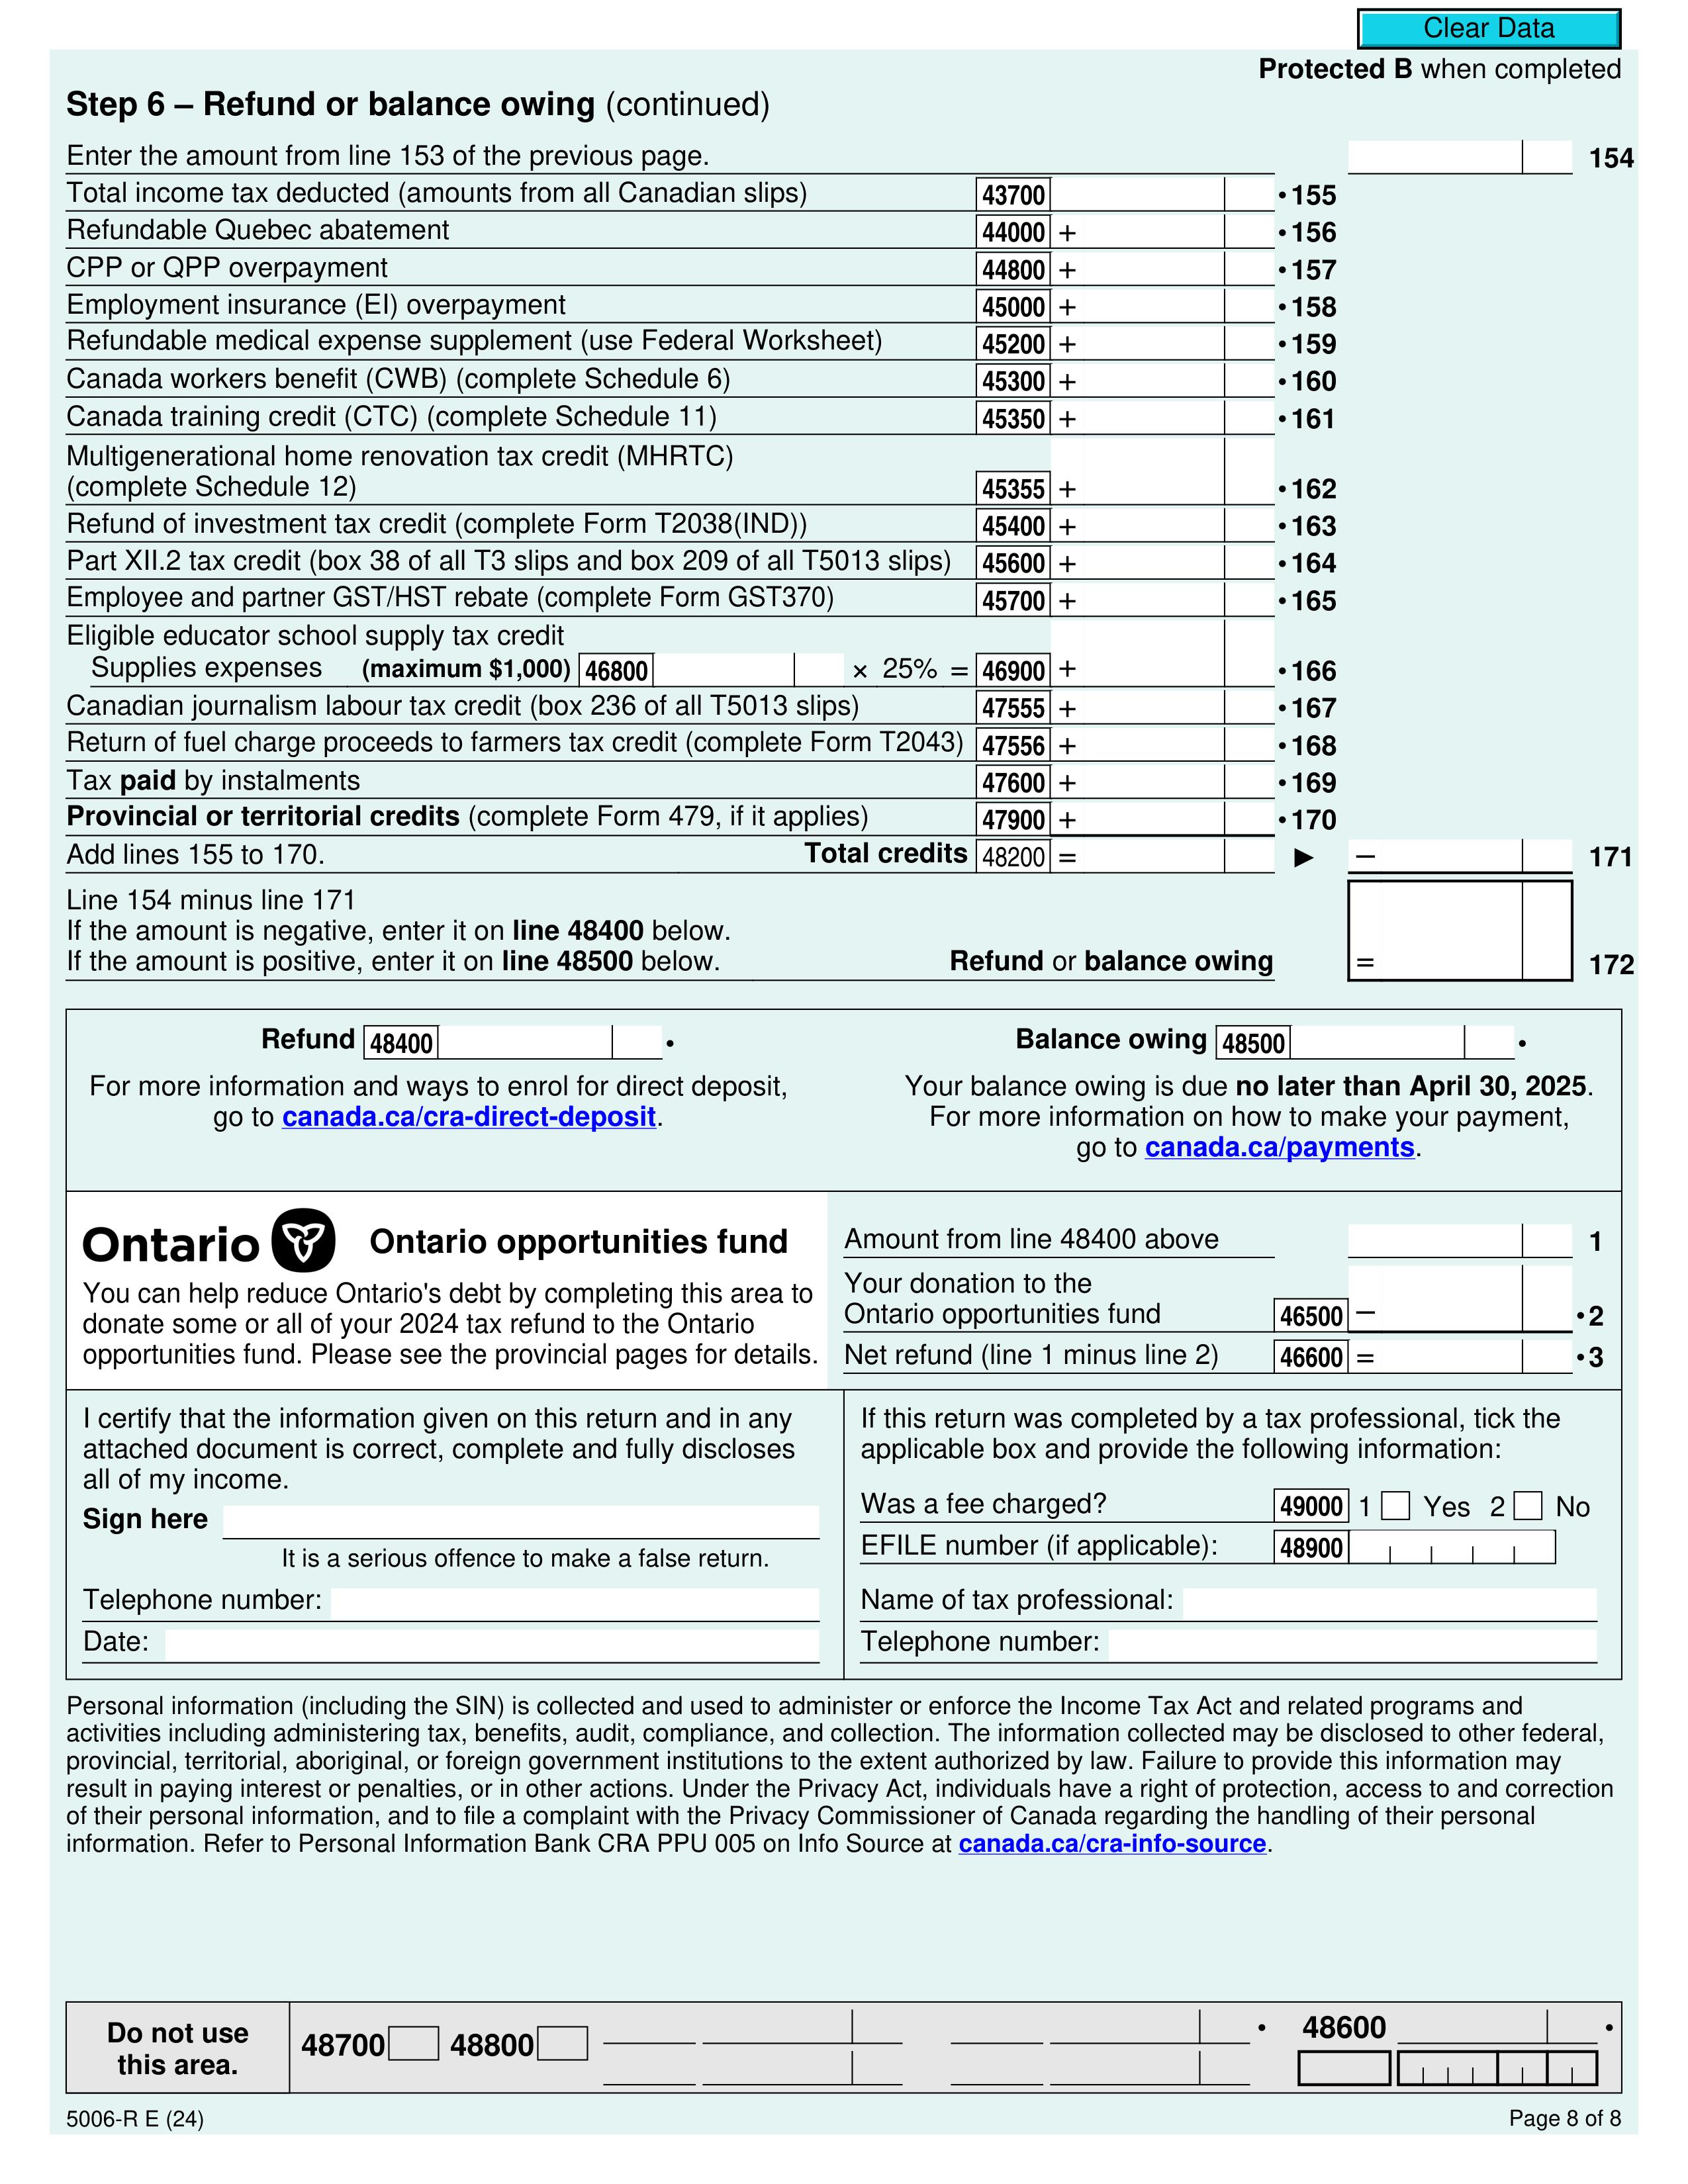 Clear Data
Protected B when completed
Step 6 – Refund or balance owing (continued)
Enter the amount from line 153 of the previous page. 154
Total income tax deducted (amounts from all Canadian slips) 43700 •155
Refundable Quebec abatement 44000 + •156
CPP or QPP overpayment 44800 + •157
Employment insurance (EI) overpayment 45000 + •158
Refundable medical expense supplement (use Federal Worksheet) 45200 + •159
Canada workers benefit (CWB) (complete Schedule 6) 45300 + •160
Canada training credit (CTC) (complete Schedule 11) 45350 + •161
Multigenerational home renovation tax credit (MHRTC)
(complete Schedule 12) 45355 + •162
Refund of investment tax credit (complete Form T2038(IND)) 45400 + •163
Part XII.2 tax credit (box 38 of all T3 slips and box 209 of all T5013 slips) 45600 + •164
Employee and partner GST/HST rebate (complete Form GST370) 45700 + •165
Eligible educator school supply tax credit
Supplies expenses (maximum $1,000) 46800 × 25% = 46900 + •166
Canadian journalism labour tax credit (box 236 of all T5013 slips) 47555 + •167
Return of fuel charge proceeds to farmers tax credit (complete Form T2043) 47556 + •168
Tax paid by instalments 47600 + •169
Provincial or territorial credits (complete Form 479, if it applies) 47900 + •170
Add lines 155 to 170. Total credits 48200 = ► – 171
Line 154 minus line 171
If the amount is negative, enter it on line 48400 below.
If the amount is positive, enter it on line 48500 below. Refund or balance owing = 172
Refund 48400 •
For more information and ways to enrol for direct deposit,
go to canada.ca/cra-direct-deposit.
Balance owing 48500 •
Your balance owing is due no later than April 30, 2025.
For more information on how to make your payment,
go to canada.ca/payments.
Ontario Ontario opportunities fund
You can help reduce Ontario's debt by completing this area to
donate some or all of your 2024 tax refund to the Ontario
opportunities fund. Please see the provincial pages for details.
Amount from line 48400 above 1
Your donation to the
Ontario opportunities fund 46500 – •2
Net refund (line 1 minus line 2) 46600 = •3
I certify that the information given on this return and in any
attached document is correct, complete and fully discloses
all of my income.
Sign here
It is a serious offence to make a false return.
Telephone number:
Date:
If this return was completed by a tax professional, tick the
applicable box and provide the following information:
Was a fee charged? 49000 1 Yes 2 No
EFILE number (if applicable): 48900
Name of tax professional:
Telephone number:
Personal information (including the SIN) is collected and used to administer or enforce the Income Tax Act and related programs and
activities including administering tax, benefits, audit, compliance, and collection. The information collected may be disclosed to other federal,
provincial, territorial, aboriginal, or foreign government institutions to the extent authorized by law. Failure to provide this information may
result in paying interest or penalties, or in other actions. Under the Privacy Act, individuals have a right of protection, access to and correction
of their personal information, and to file a complaint with the Privacy Commissioner of Canada regarding the handling of their personal
information. Refer to Personal Information Bank CRA PPU 005 on Info Source at canada.ca/cra-info-source.
Do not use
this area.
48700 48800 • 48600 •
5006-R E (24) Page 8 of 8